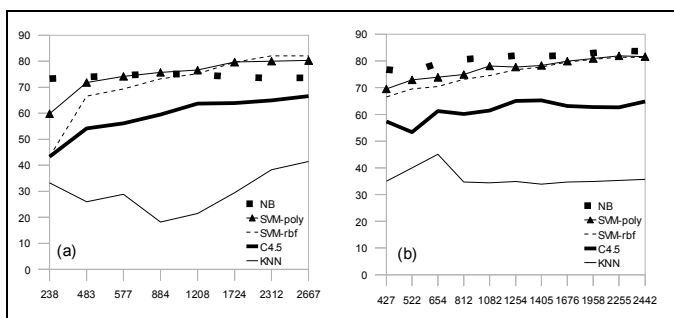 90
80
70
60
50
40
30
20
10
0
(a)
NB
SVM-poly
SVM-rbf
C4.5
KNN
238 483 577 884 1208 1724 2312 2667
90
80
70
60
50
40
30
20
10
0
(b)
NB
SVM-poly
SVM-rbf
C4.5
KNN
427 522 654 812 1082 1254 1405 1676 1958 2255 2442